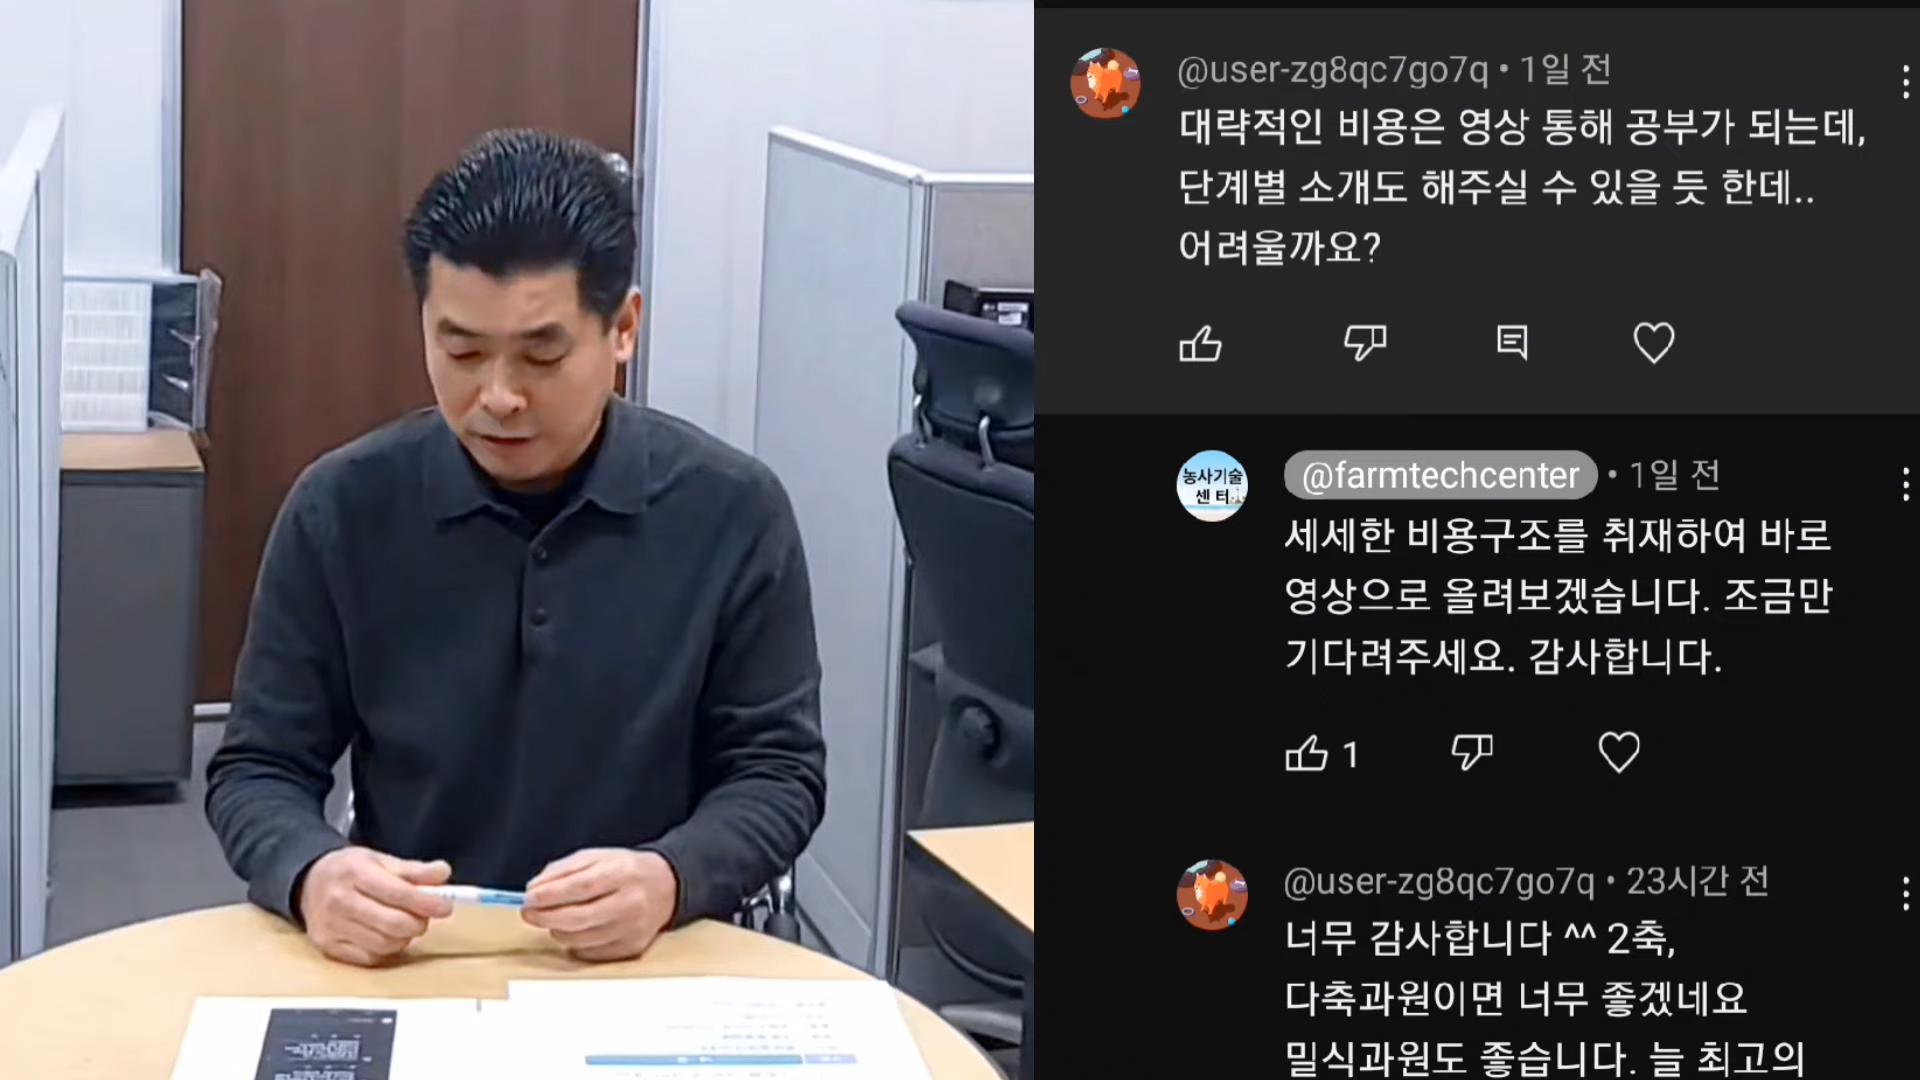 @user-zg8qc7go7q • 1일 전
대략적인 비용은 영상 통해 공부가 되는데,
단계별 소개도 해주실 수 있을 듯 한데..
어려울까요?
농사기술
센터
@farmtechcenter • 1일 전
세세한 비용구조를 취재하여 바로
영상으로 올려보겠습니다. 조금만
기다려주세요. 감사합니다.
1
@user-zg8qc7go7q • 23시간 전
너무 감사합니다 ^^ 2축,
다축과원이면 너무 좋겠네요
밀식과원도 좋습니다. 늘 최고의